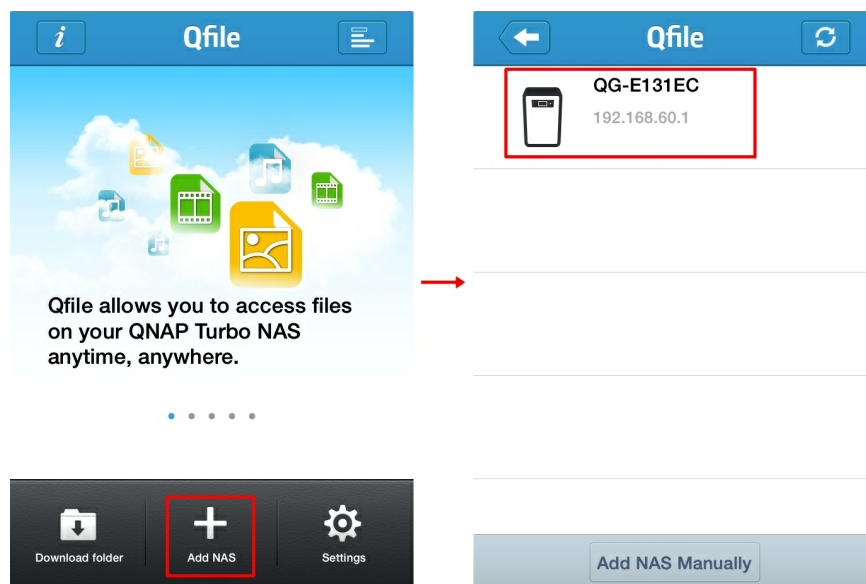 Qfile
Qfile allows you to access files
on your QNAP Turbo NAS
anytime, anywhere.
Download folder
Add NAS
Settings
Qfile
QG-E131EC
192.168.60.1
Add NAS Manually